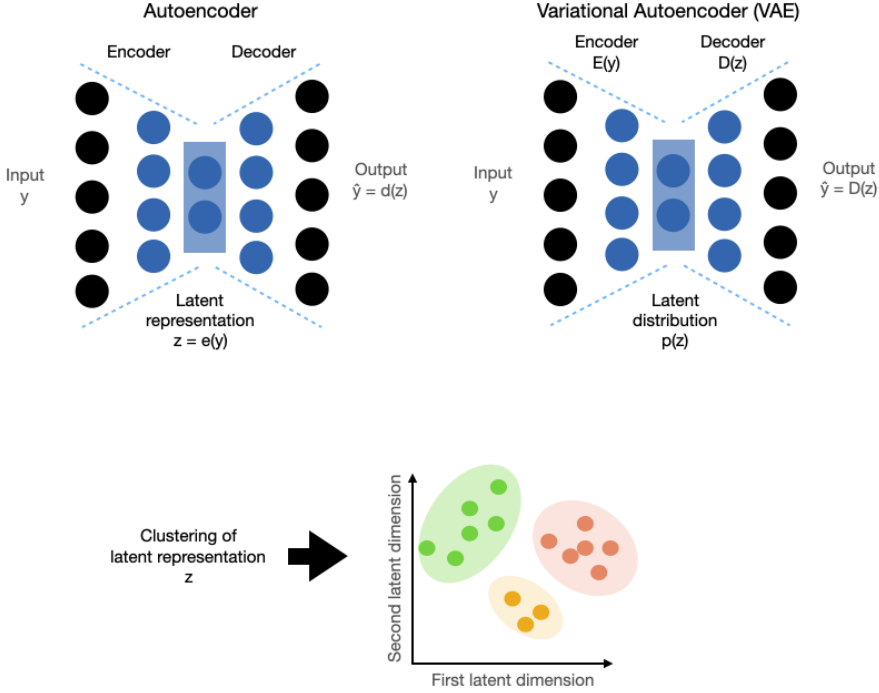 Autoencoder
Encoder
Decoder
Input
y
Output
ŷ = d(z)
Latent
representation
z = e(y)
Variational Autoencoder (VAE)
Encoder
E(y)
Decoder
D(z)
Input
y
Output
ŷ = D(z)
Latent
distribution
p(z)
Clustering of
latent representation
z
Second latent dimension
First latent dimension